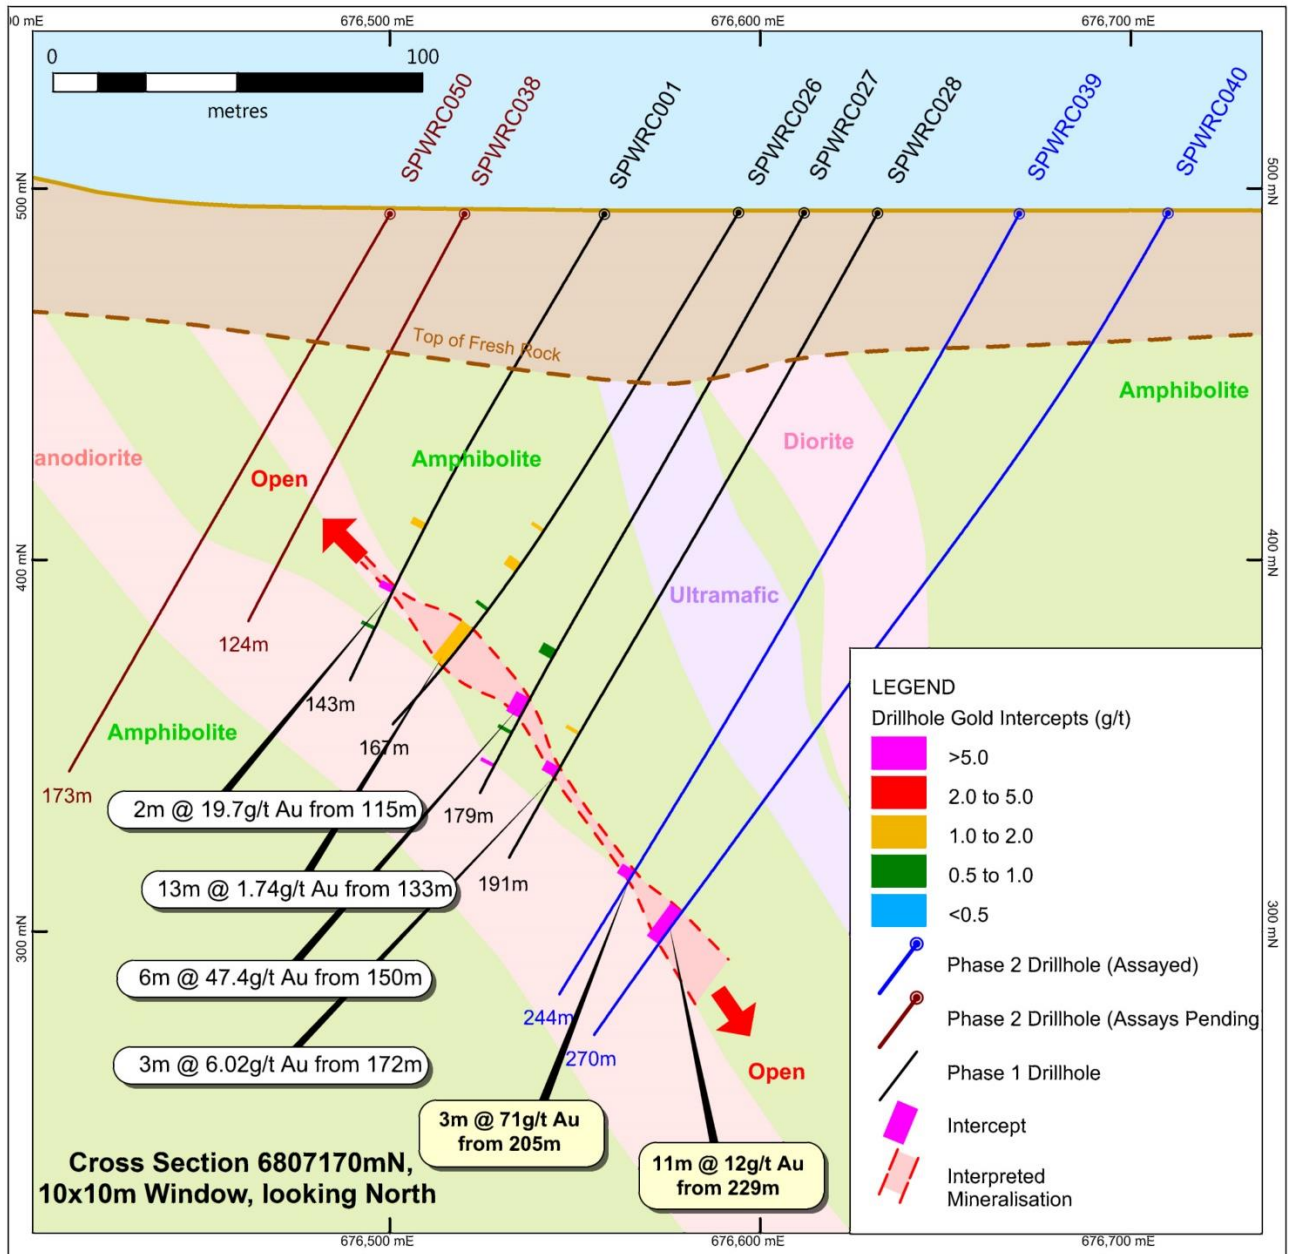 00 mE
676,500 mE
676,600 mE
676,700 mE
0
100
metres
SPWRC050
SPWRC038
SPWRC001
SPWRC026
SPWRC027
SPWRC028
SPWRC039
SPWRC040
500 mN
500 mN
Top of Fresh Rock
Amphibolite
anodiorite
Open
Amphibolite
Diorite
400 mN
400 mN
Ultramafic
124m
143m
Amphibolite
167m
173m
179m
191m
2m @ 19.7g/t Au from 115m
13m @ 1.74g/t Au from 133m
300 mN
300 mN
6m @ 47.4g/t Au from 150m
244m
270m
3m @ 6.02g/t Au from 172m
Open
3m @ 71g/t Au
from 205m
11m @ 12g/t Au
from 229m
Cross Section 6807170mN,
10x10m Window, looking North
LEGEND
Drillhole Gold Intercepts (g/t)
>5.0
2.0 to 5.0
1.0 to 2.0
0.5 to 1.0
<0.5
Phase 2 Drillhole (Assayed)
Phase 2 Drillhole (Assays Pending
Phase 1 Drillhole
Intercept
Interpreted
Mineralisation
676,500 mE
676,600 mE
676,700 mE